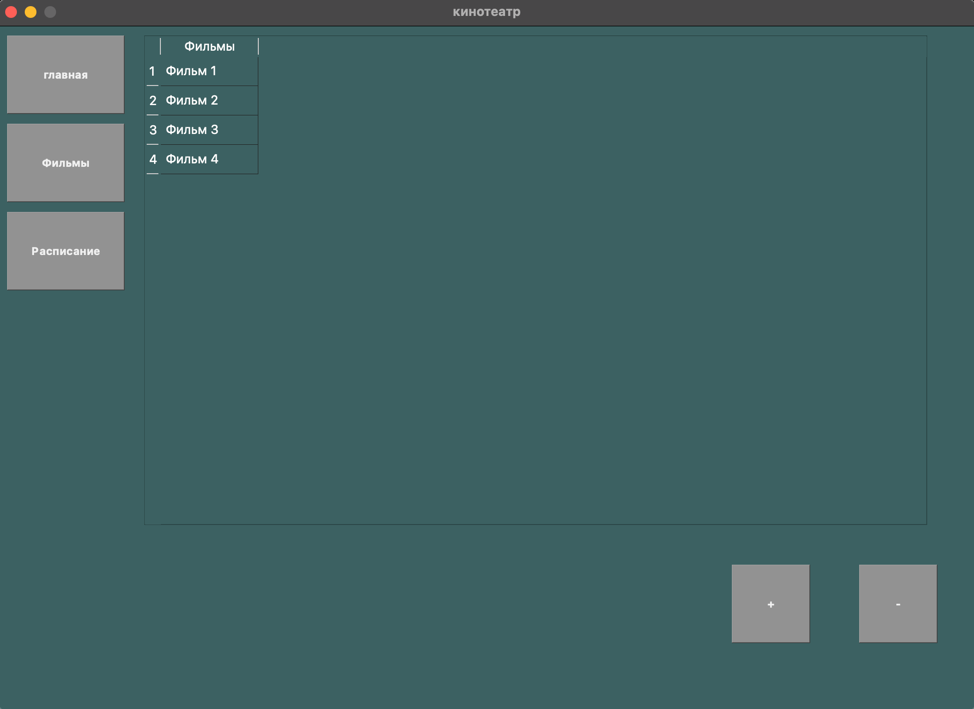 кинотеатр
главная
Фильмы
Расписание
Фильмы
1 Фильм 1
2 Фильм 2
3 Фильм 3
4 Фильм 4
+
-